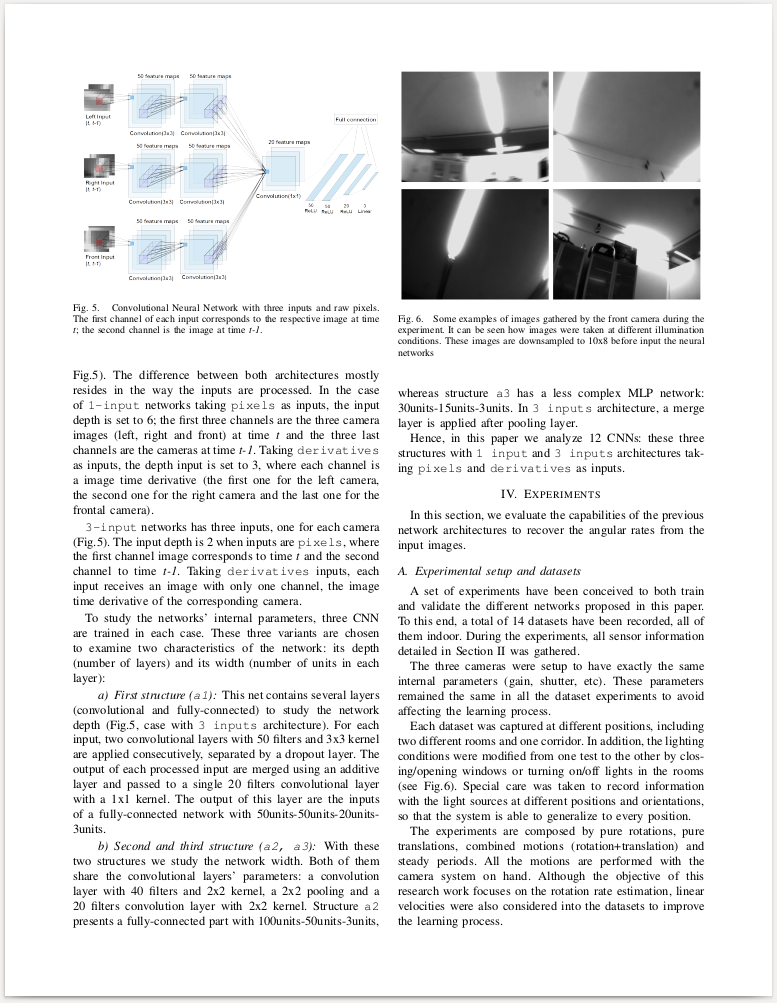 50 feature maps 50 feature maps
Left Input
(t, t-1)
Convolution(3x3) Convolution(3x3)
50 feature maps 50 feature maps
Right Input
(t, t-1)
Convolution(3x3) Convolution(3x3)
50 feature maps 50 feature maps
Front Input
(t, t-1)
Convolution(3x3) Convolution(3x3)
20 feature maps
Convolution(1x1)
Full connection
50 50 20 3
ReLU ReLU ReLU Linear
Fig. 5. Convolutional Neural Network with three inputs and raw pixels.
The first channel of each input corresponds to the respective image at time
t; the second channel is the image at time t-1.
Fig.5). The difference between both architectures mostly
resides in the way the inputs are processed. In the case
of 1-input networks taking pixels as inputs, the input
depth is set to 6; the first three channels are the three camera
images (left, right and front) at time t and the three last
channels are the cameras at time t-1. Taking derivatives
as inputs, the depth input is set to 3, where each channel is
a image time derivative (the first one for the left camera,
the second one for the right camera and the last one for the
frontal camera).
3-input networks has three inputs, one for each camera
(Fig.5). The input depth is 2 when inputs are pixels, where
the first channel image corresponds to time t and the second
channel to time t-1. Taking derivatives inputs, each
input receives an image with only one channel, the image
time derivative of the corresponding camera.
To study the networks' internal parameters, three CNN
are trained in each case. These three variants are chosen
to examine two characteristics of the network: its depth
(number of layers) and its width (number of units in each
layer):
a) First structure (a1): This net contains several layers
(convolutional and fully-connected) to study the network
depth (Fig.5, case with 3 inputs architecture). For each
input, two convolutional layers with 50 filters and 3x3 kernel
are applied consecutively, separated by a dropout layer. The
output of each processed input are merged using an additive
layer and passed to a single 20 filters convolutional layer
with a 1x1 kernel. The output of this layer are the inputs
of a fully-connected network with 50units-50units-20units-
3units.
b) Second and third structure (a2, a3): With these
two structures we study the network width. Both of them
share the convolutional layers' parameters: a convolution
layer with 40 filters and 2x2 kernel, a 2x2 pooling and a
20 filters convolution layer with 2x2 kernel. Structure a2
presents a fully-connected part with 100units-50units-3units,
Fig. 6. Some examples of images gathered by the front camera during the
experiment. It can be seen how images were taken at different illumination
conditions. These images are downsampled to 10x8 before input the neural
networks
whereas structure a3 has a less complex MLP network:
30units-15units-3units. In 3 inputs architecture, a merge
layer is applied after pooling layer.
Hence, in this paper we analyze 12 CNNs: these three
structures with 1 input and 3 inputs architectures tak-
ing pixels and derivatives as inputs.
IV. EXPERIMENTS
In this section, we evaluate the capabilities of the previous
network architectures to recover the angular rates from the
input images.
A. Experimental setup and datasets
A set of experiments have been conceived to both train
and validate the different networks proposed in this paper.
To this end, a total of 14 datasets have been recorded, all of
them indoor. During the experiments, all sensor information
detailed in Section II was gathered.
The three cameras were setup to have exactly the same
internal parameters (gain, shutter, etc). These parameters
remained the same in all the dataset experiments to avoid
affecting the learning process.
Each dataset was captured at different positions, including
two different rooms and one corridor. In addition, the lighting
conditions were modified from one test to the other by clos-
ing/opening windows or turning on/off lights in the rooms
(see Fig.6). Special care was taken to record information
with the light sources at different positions and orientations,
so that the system is able to generalize to every position.
The experiments are composed by pure rotations, pure
translations, combined motions (rotation+translation) and
steady periods. All the motions are performed with the
camera system on hand. Although the objective of this
research work focuses on the rotation rate estimation, linear
velocities were also considered into the datasets to improve
the learning process.